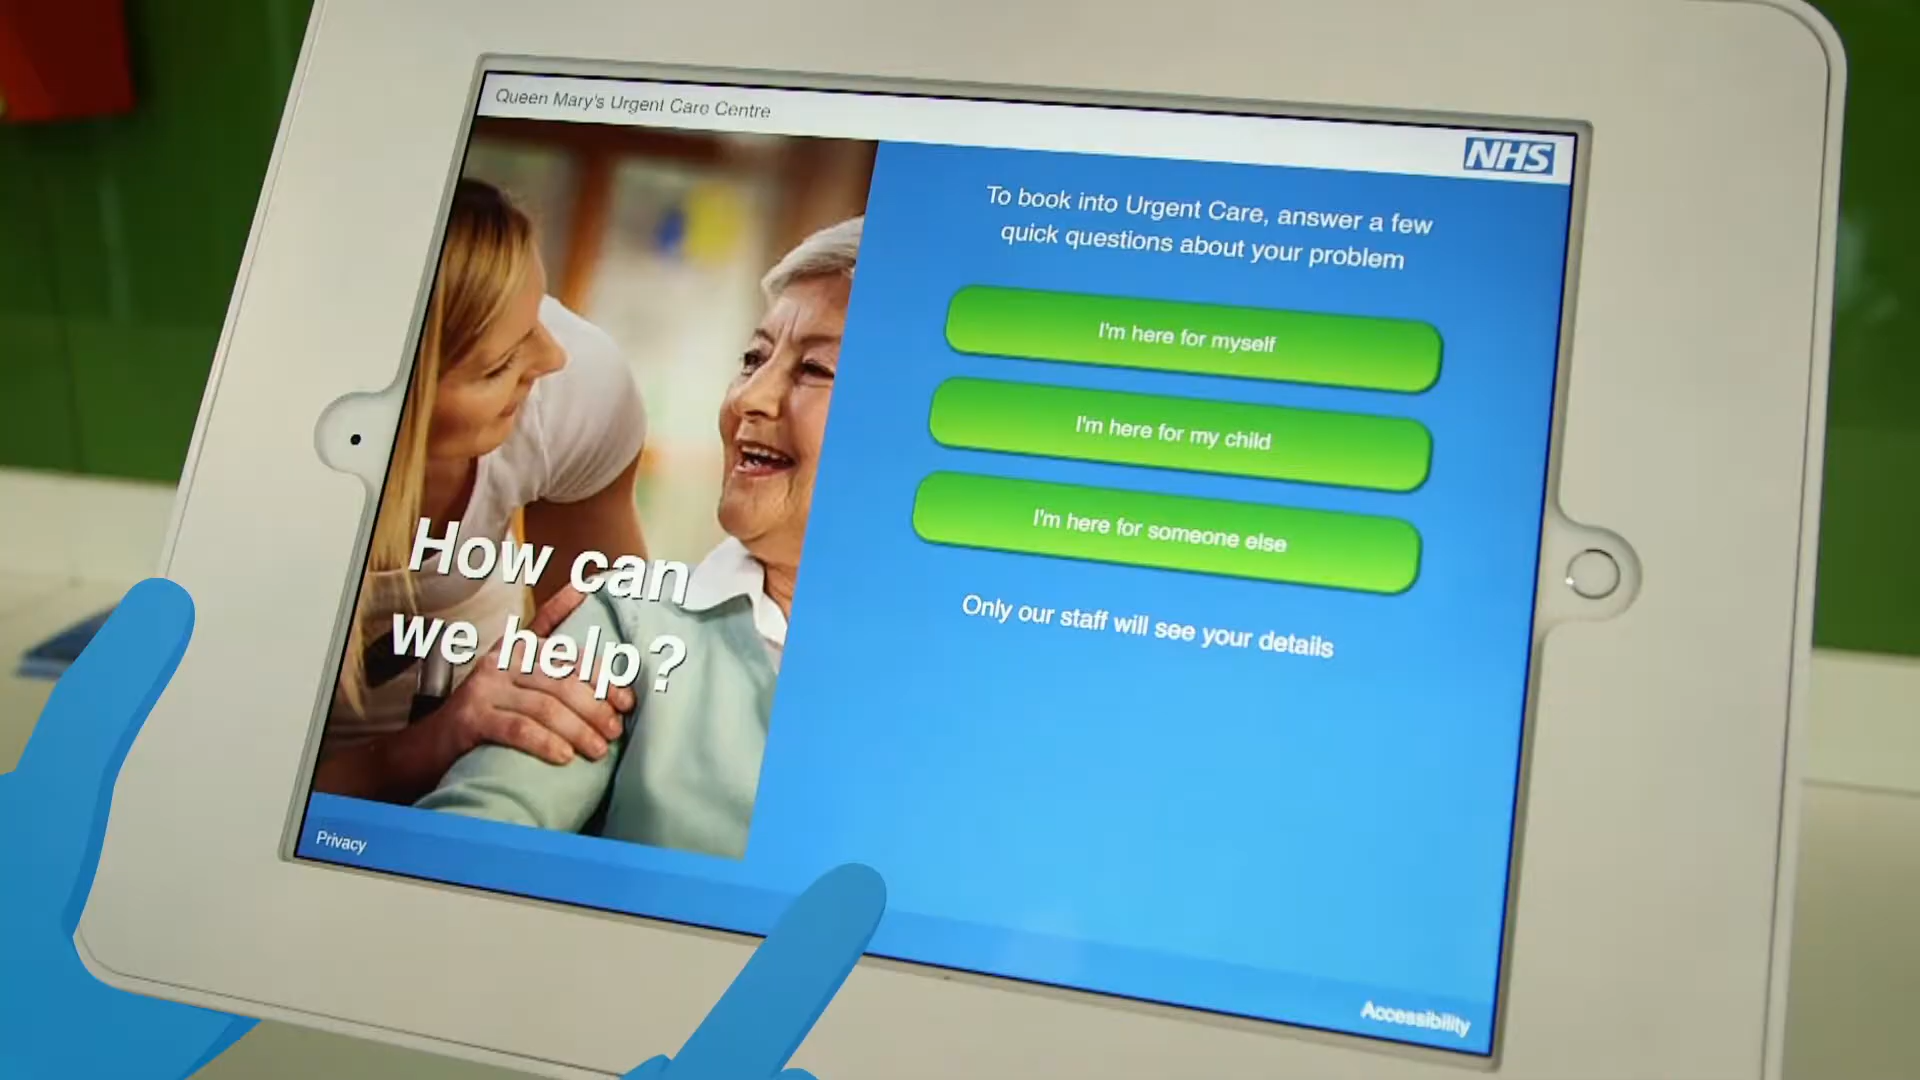 Queen Mary's Urgent Care Centre
NHS
To book into Urgent Care, answer a few
quick questions about your problem
I'm here for myself
I'm here for my child
I'm here for someone else
Only our staff will see your details
How can
we help?
Privacy
Accessibility